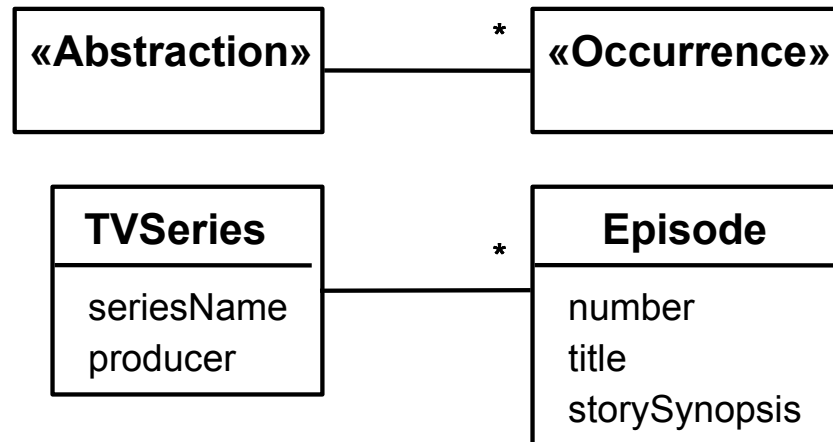 «Abstraction»
*
«Occurrence»
TVSeries
*
Episode
seriesName
producer
number
title
storySynopsis